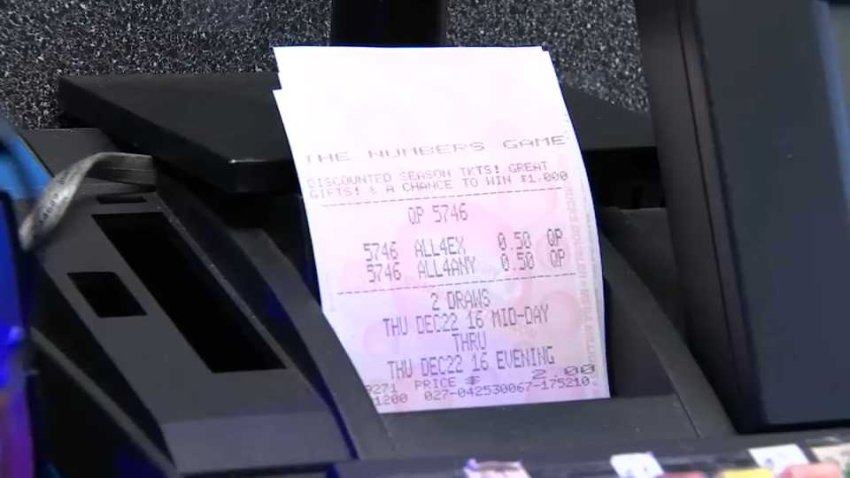 THE NUMBERS GAME
DISCOUNTED SEASON TKTS! GREAT
GIFTS! & A CHANCE TO WIN $1,000
QP 5746
5746 ALL4EX 0.50 QP
5746 ALL4ANY 0.50 QP
2 DRAWS
THU DEC22 16 MID-DAY
THRU
THU DEC22 16 EVENING
9271 PRICE $ 2.00
1200 027-042530067-175210